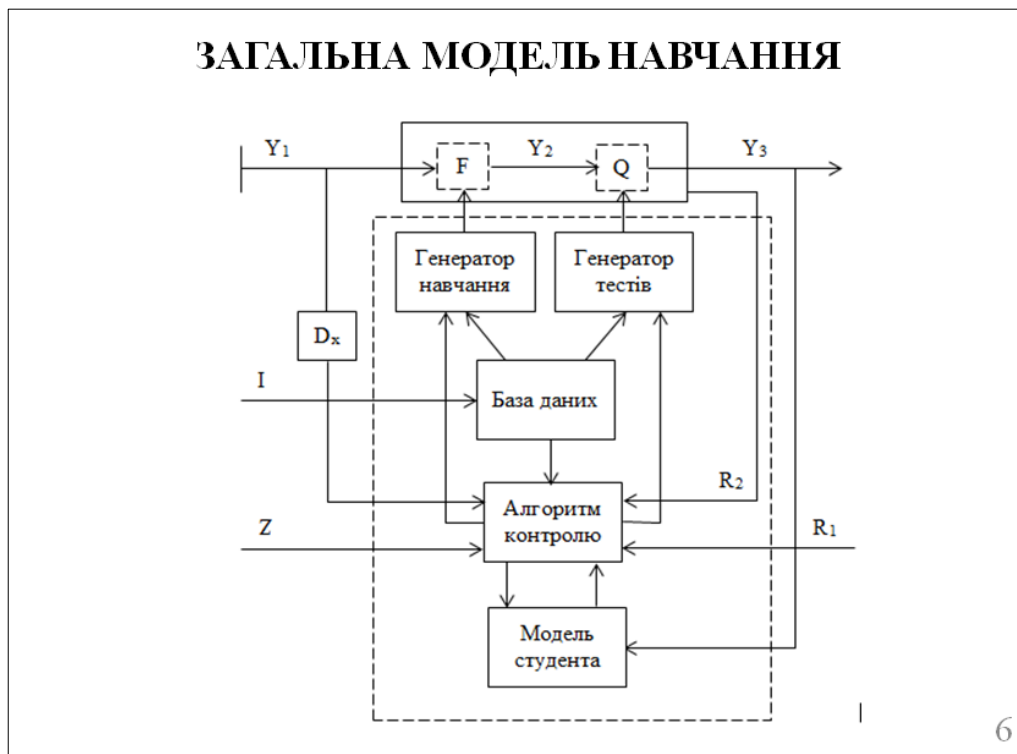 ЗАГАЛЬНА МОДЕЛЬ НАВЧАННЯ
Y1
F
Y2
Q
Y3
Генератор
навчання
Генератор
тестів
Dx
I
База даних
R2
Алгоритм
контролю
Z
R1
Модель
студента
6